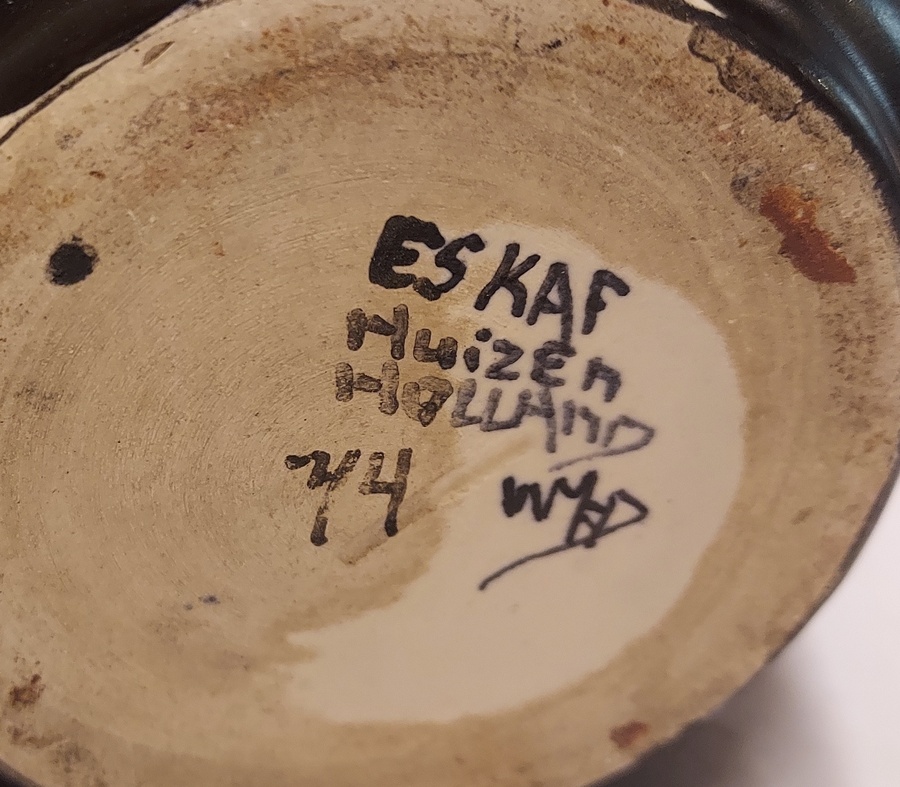 ESKAF
Huizen
HOLLAND
74